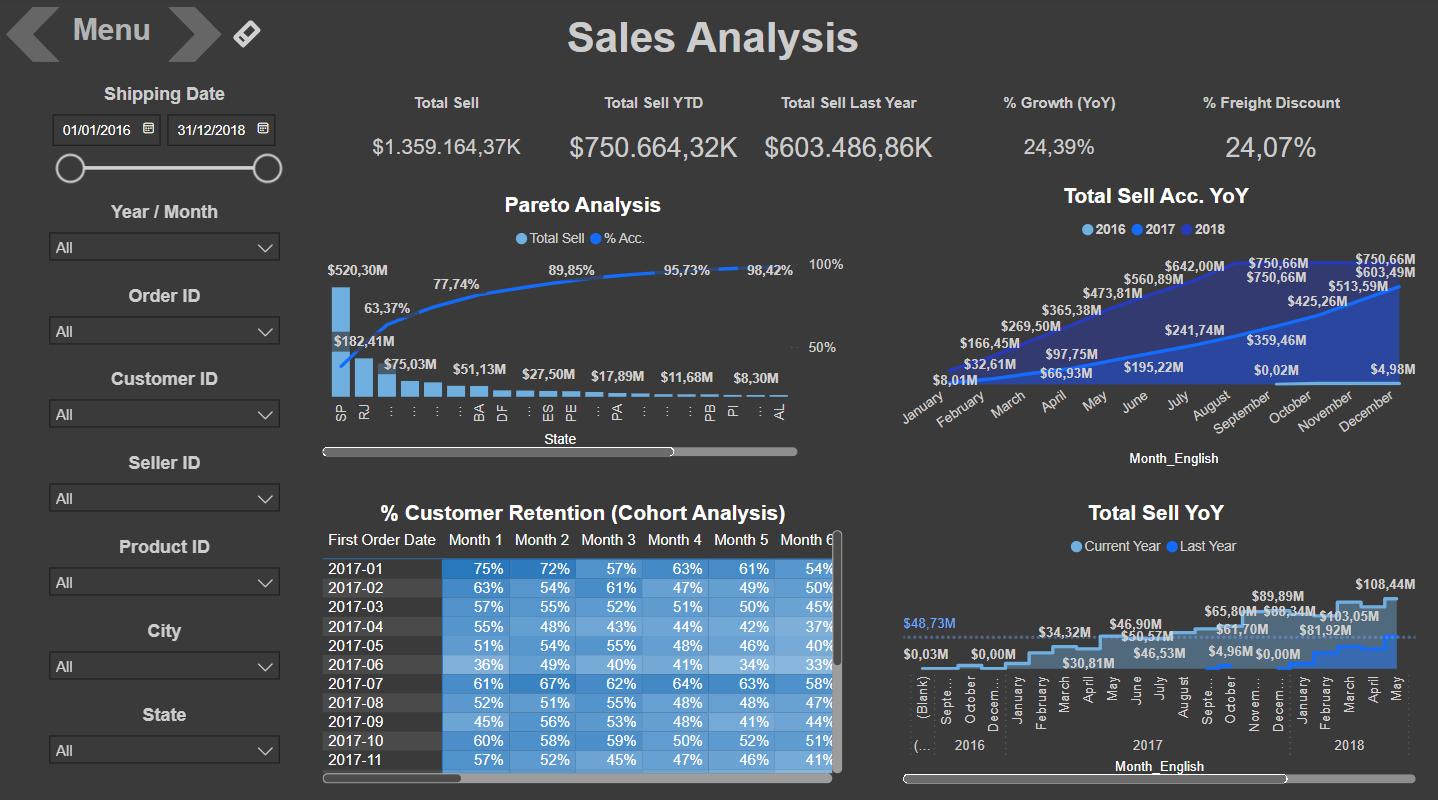 Menu
Sales Analysis
Shipping Date
01/01/2016 31/12/2018
Year / Month
All
Order ID
All
Customer ID
All
Seller ID
All
Product ID
All
City
All
State
All
Total Sell Total Sell YTD Total Sell Last Year % Growth (YoY) % Freight Discount
$1.359.164,37K $750.664,32K $603.486,86K 24,39% 24,07%
Pareto Analysis
Total Sell % Acc.
$520,30M 63,37% 77,74% 89,85% 95,73% 98,42% 100%
$182,41M $75,03M $51,13M $27,50M $17,89M $11,68M $8,30M 50%
SP RJ ... ... ... ... BA DF ... ES PE ... PA ... ... ... PB PI ... AL
State
Total Sell Acc. YoY
2016 2017 2018
$8,01M $166,45M $269,50M $365,38M $473,81M $560,89M $642,00M $750,66M $750,66M $750,66M
$32,61M $66,93M $97,75M $195,22M $241,74M $359,46M $425,26M $513,59M $603,49M
$0,02M $4,98M
January February March April May June July August September October November December
Month_English
% Customer Retention (Cohort Analysis)
First Order Date Month 1 Month 2 Month 3 Month 4 Month 5 Month 6
2017-01 75% 72% 57% 63% 61% 54%
2017-02 63% 54% 61% 47% 49% 50%
2017-03 57% 55% 52% 51% 50% 45%
2017-04 55% 48% 43% 44% 42% 37%
2017-05 51% 54% 55% 48% 46% 40%
2017-06 36% 49% 40% 41% 34% 33%
2017-07 61% 67% 62% 64% 63% 58%
2017-08 52% 51% 55% 48% 48% 47%
2017-09 45% 56% 53% 48% 41% 44%
2017-10 60% 58% 59% 50% 52% 51%
2017-11 57% 52% 45% 47% 46% 41%
Total Sell YoY
Current Year Last Year
$48,73M
$0,03M $0,00M $34,32M $30,81M $46,90M $50,57M $46,53M $65,80M $61,70M $4,96M $89,89M $88,34M $0,00M $81,92M $103,05M $108,44M
(Blank) Septe... October Decem... January February March April May June July August Septe... October Novem... Decem... January February March April May
(... 2016 2017 2018
Month_English